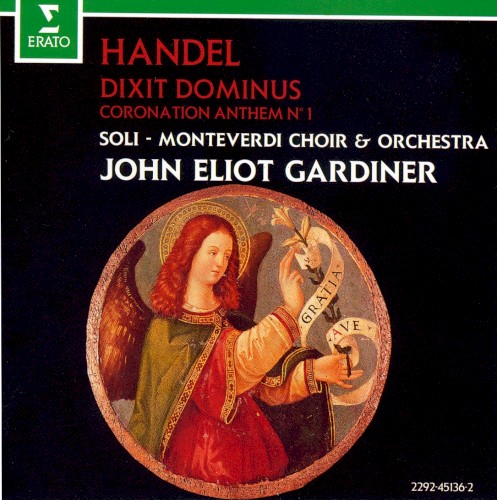 ERATO
HANDEL
DIXIT DOMINUS
CORONATION ANTHEM N° 1
SOLI - MONTEVERDI CHOIR & ORCHESTRA
JOHN ELIOT GARDINER
GRATIA
AVE
2292-45136-2